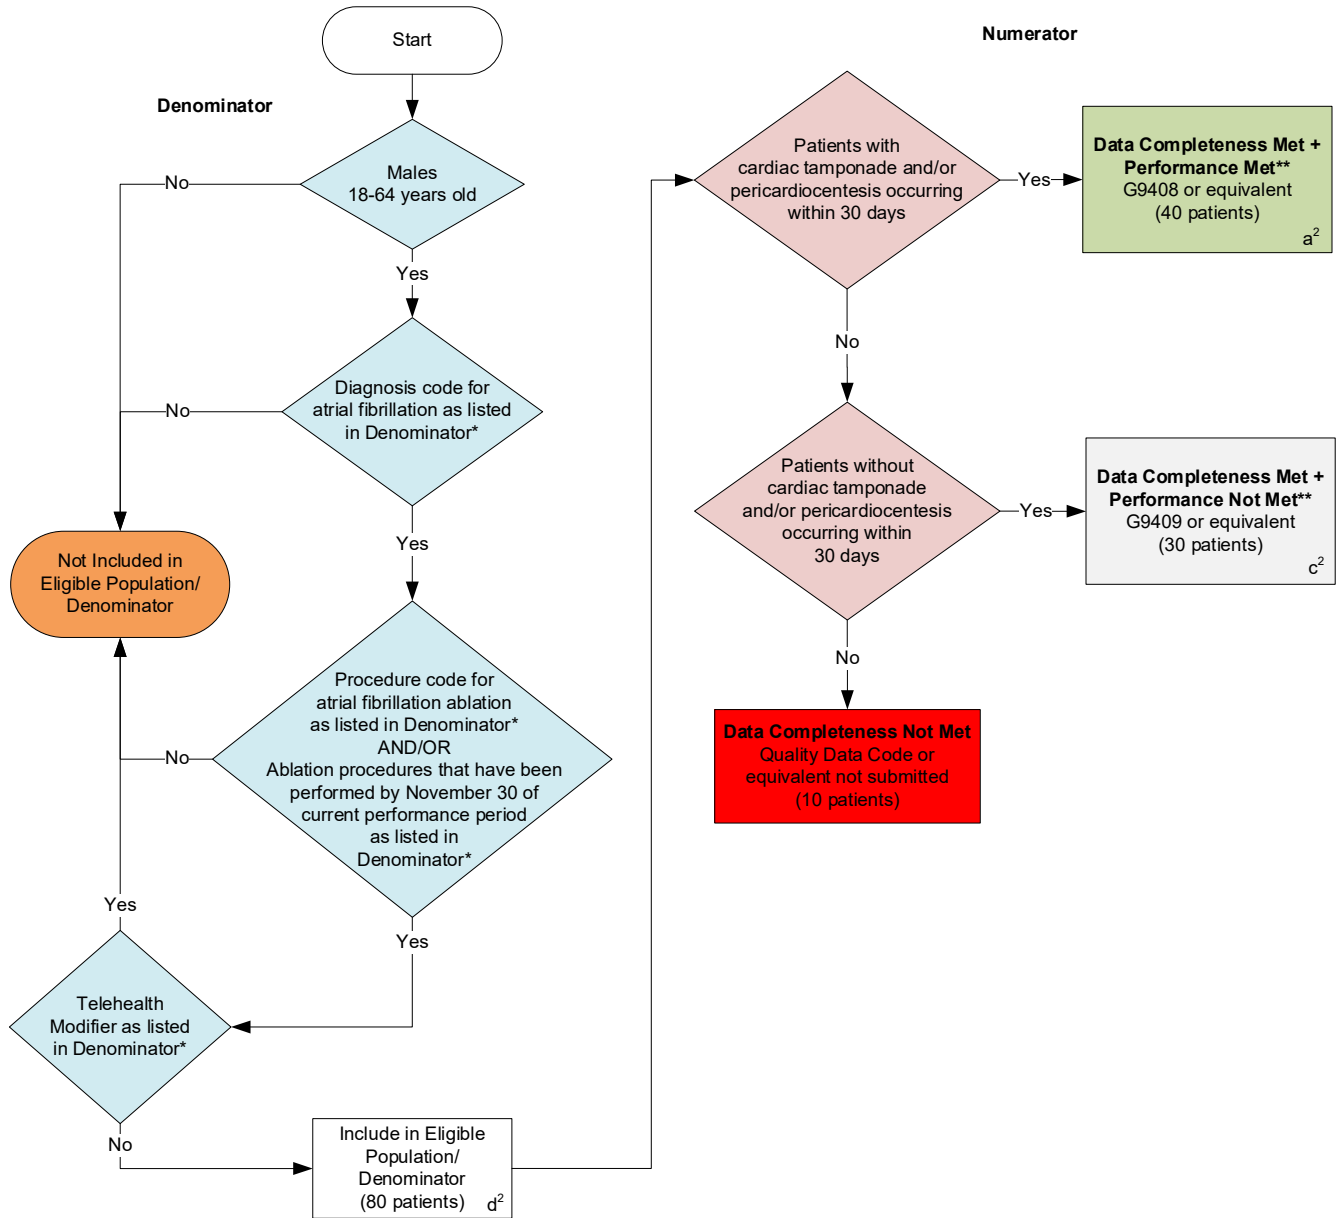 Start
Denominator
Males
18-64 years old
No
Yes
Diagnosis code for
atrial fibrillation as listed
in Denominator*
No
Yes
Not Included in
Eligible Population/
Denominator
Procedure code for
atrial fibrillation ablation
as listed in Denominator*
AND/OR
Ablation procedures that have been
performed by November 30 of
current performance period
as listed in
Denominator*
No
Yes
Yes
Telehealth
Modifier as listed
in Denominator*
No
Include in Eligible
Population/
Denominator
(80 patients)
d²
Numerator
Patients with
cardiac tamponade and/or
pericardiocentesis occurring
within 30 days
Yes
Data Completeness Met +
Performance Met**
G9408 or equivalent
(40 patients)
a²
No
Patients without
cardiac tamponade
and/or pericardiocentesis
occurring within
30 days
Yes
Data Completeness Met +
Performance Not Met**
G9409 or equivalent
(30 patients)
c²
No
Data Completeness Not Met
Quality Data Code or
equivalent not submitted
(10 patients)